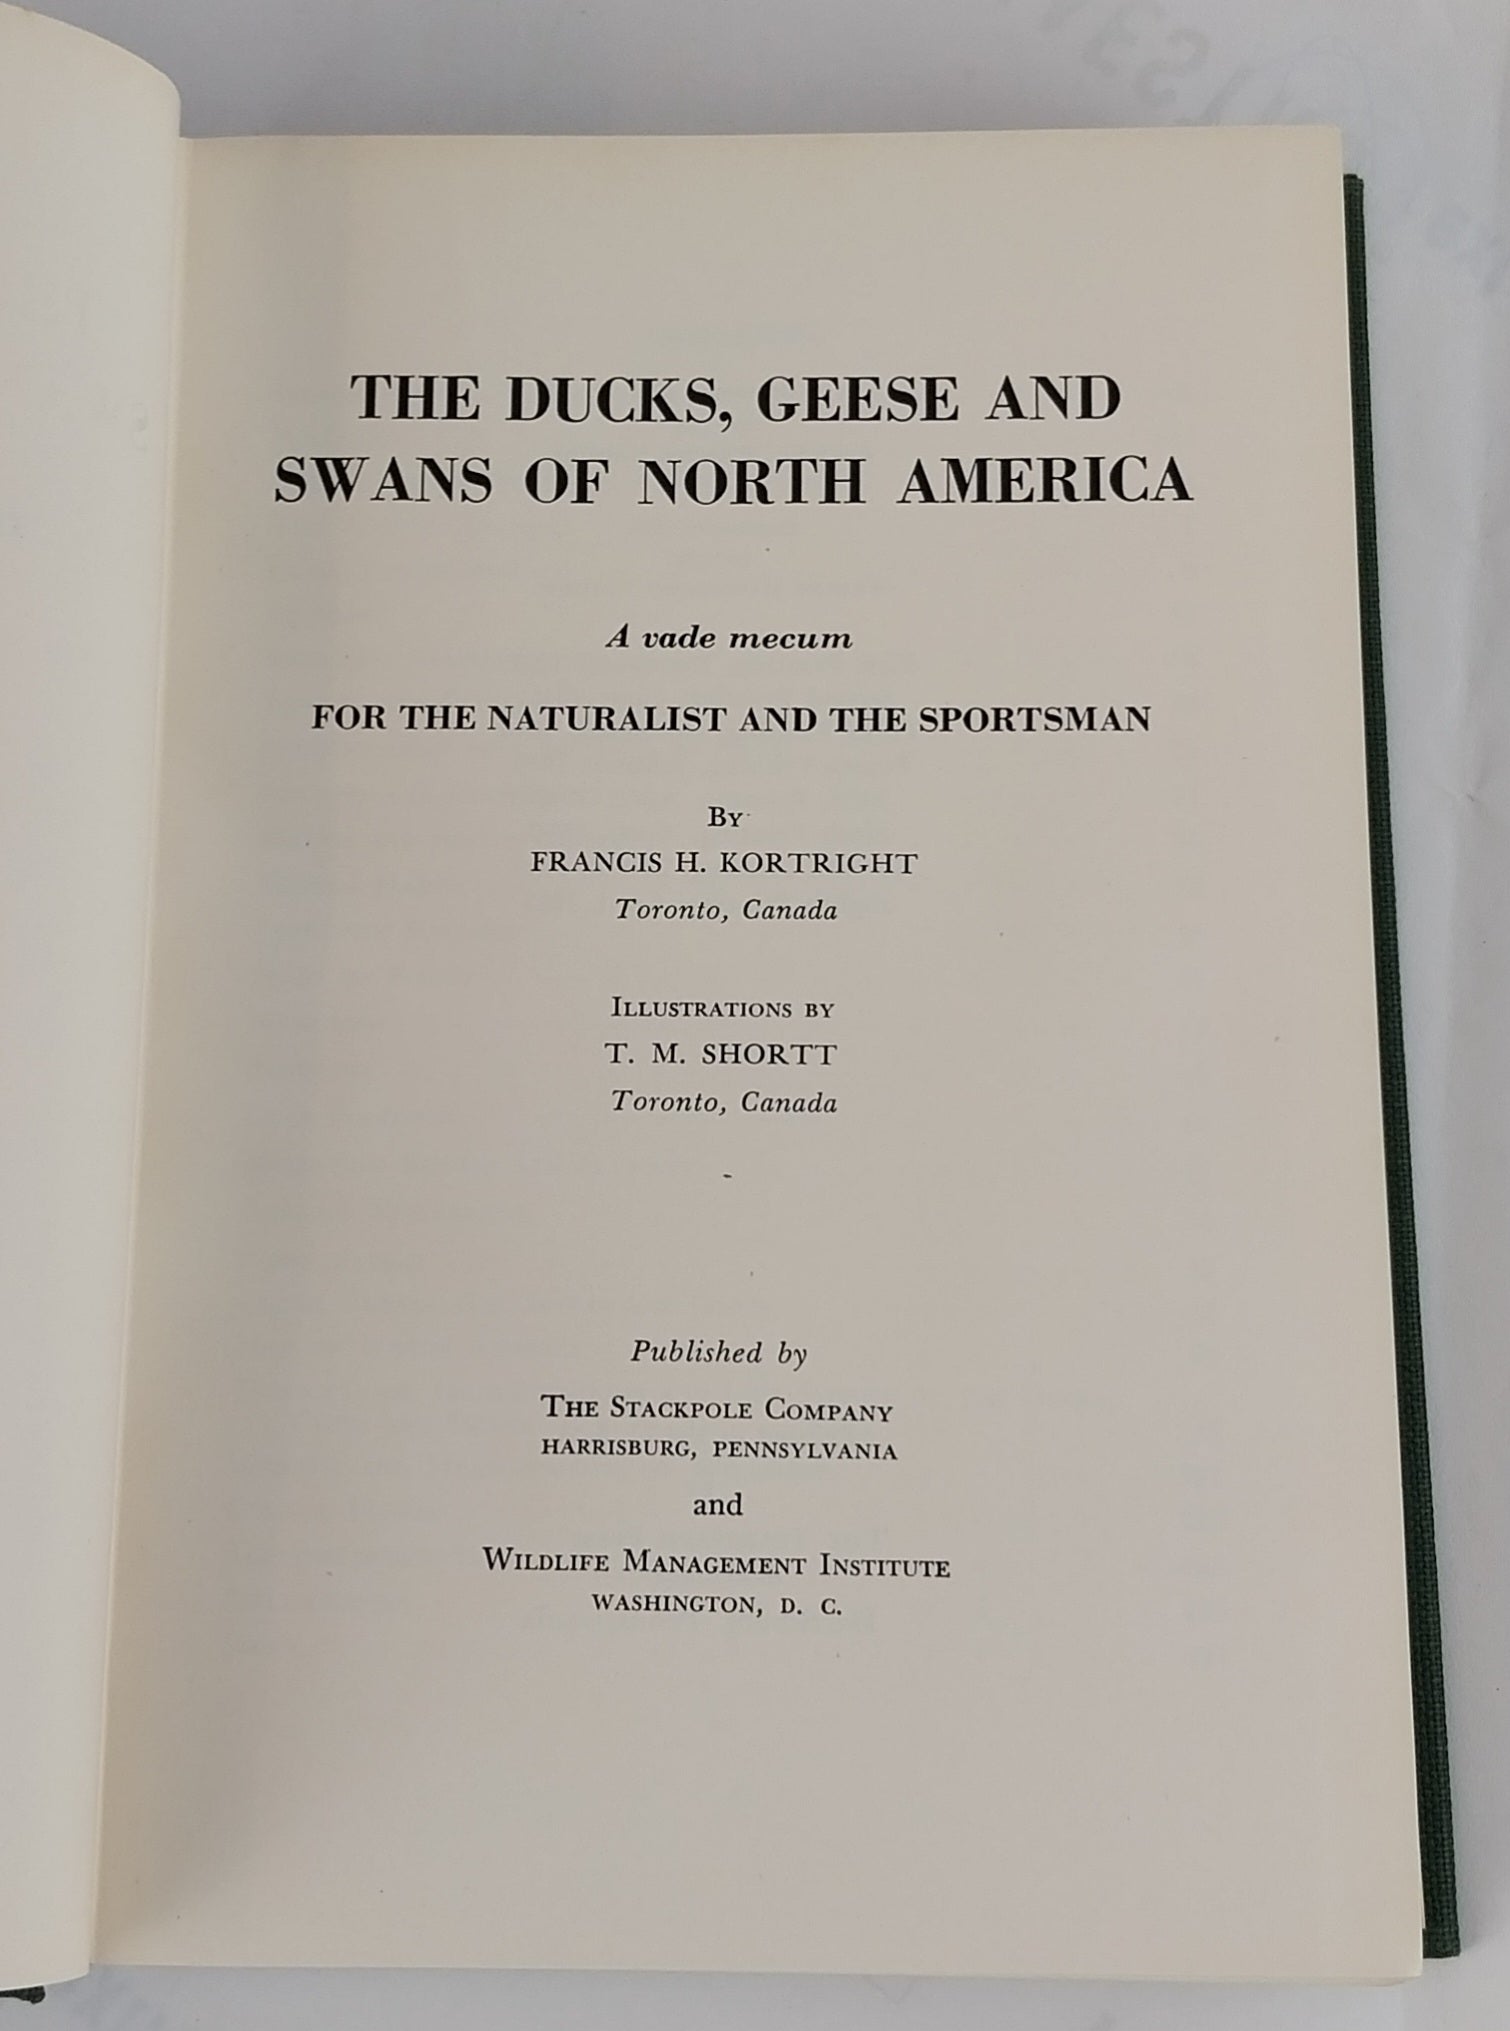 THE DUCKS, GEESE AND
SWANS OF NORTH AMERICA
A vade mecum
FOR THE NATURALIST AND THE SPORTSMAN
By
FRANCIS H. KORTRIGHT
Toronto, Canada
Illustrations by
T. M. SHORTT
Toronto, Canada
Published by
The Stackpole Company
HARRISBURG, PENNSYLVANIA
and
Wildlife Management Institute
WASHINGTON, D. C.